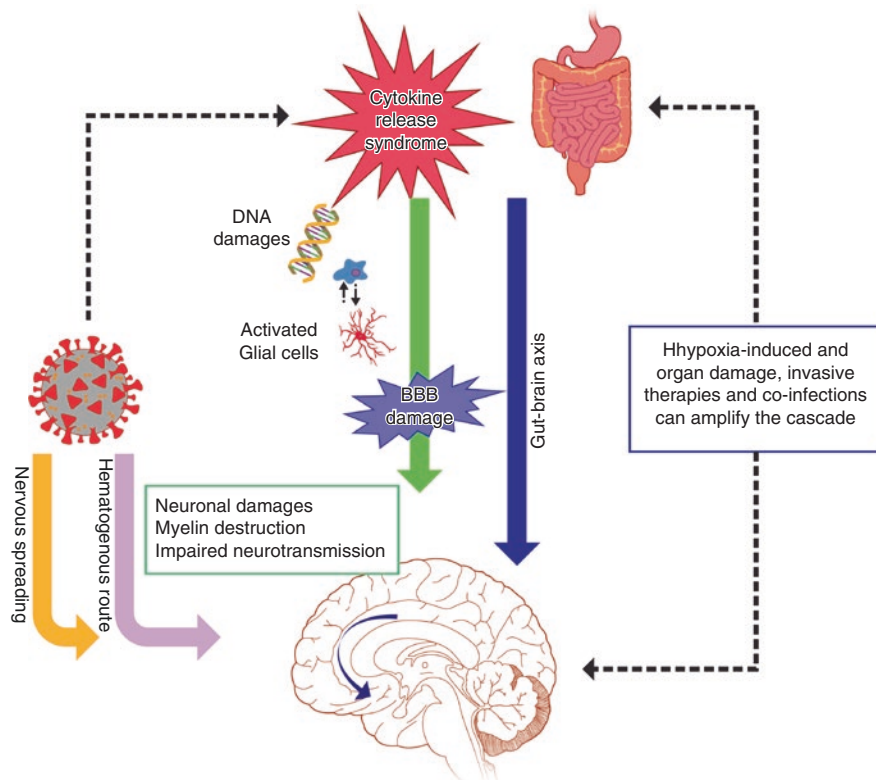 Cytokine
release
syndrome
DNA
damages
Activated
Glial cells
BBB
damage
Gut-brain axis
Hhypoxia-induced and
organ damage, invasive
therapies and co-infections
can amplify the cascade
Nervous spreading
Hematogenous route
Neuronal damages
Myelin destruction
Impaired neurotransmission